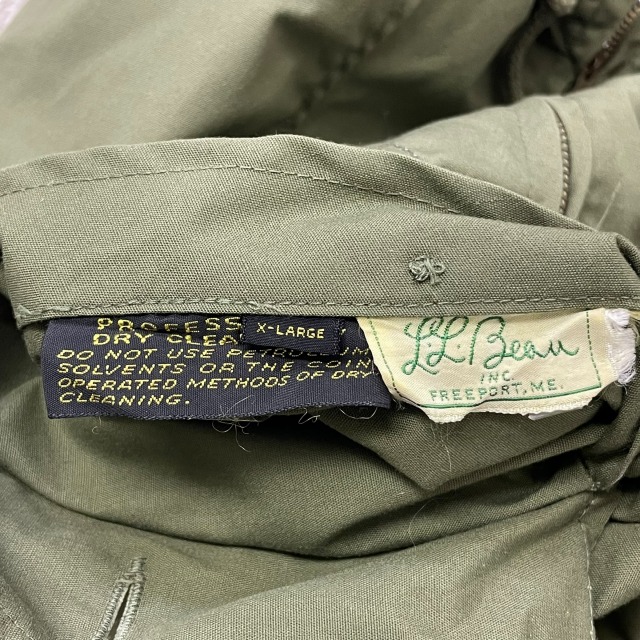 PROFESS
DRY CLEA
X-LARGE
DO NOT USE PETROLEUM
SOLVENTS OR THE COIN
OPERATED METHODS OF DRY
CLEANING.
L.L. Bean
INC.
FREEPORT, ME.